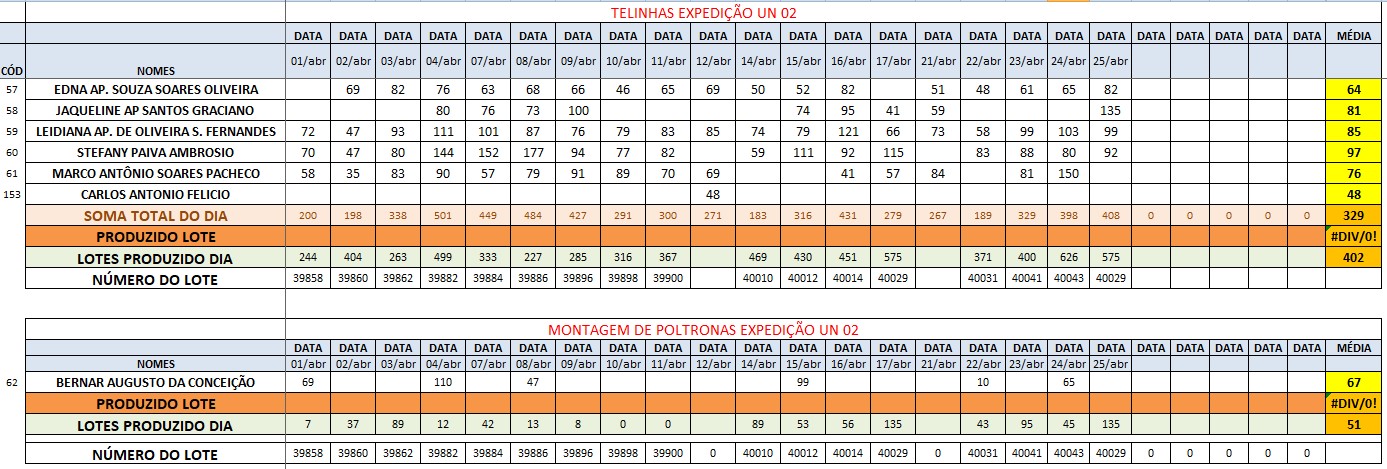 TELINHAS EXPEDIÇÃO UN 02
DATA DATA DATA DATA DATA DATA DATA DATA DATA DATA DATA DATA DATA DATA DATA DATA DATA DATA DATA DATA DATA DATA DATA DATA MÉDIA
CÓD NOMES 01/abr 02/abr 03/abr 04/abr 07/abr 08/abr 09/abr 10/abr 11/abr 12/abr 14/abr 15/abr 16/abr 17/abr 21/abr 22/abr 23/abr 24/abr 25/abr
57 EDNA AP. SOUZA SOARES OLIVEIRA 69 82 76 63 68 66 46 65 69 50 52 82 51 48 61 65 82 64
58 JAQUELINE AP SANTOS GRACIANO 80 76 73 100 74 95 41 59 135 81
59 LEIDIANA AP. DE OLIVEIRA S. FERNANDES 72 47 93 111 101 87 76 79 83 85 74 79 121 66 73 58 99 103 99 85
60 STEFANY PAIVA AMBROSIO 70 47 80 144 152 177 94 77 82 59 111 92 115 83 88 80 92 97
61 MARCO ANTÔNIO SOARES PACHECO 58 35 83 90 57 79 91 89 70 69 41 57 84 81 150 76
153 CARLOS ANTONIO FELICIO 48 48
SOMA TOTAL DO DIA 200 198 338 501 449 484 427 291 300 271 183 316 431 279 267 189 329 398 408 0 0 0 0 0 329
PRODUZIDO LOTE #DIV/0!
LOTES PRODUZIDO DIA 244 404 263 499 333 227 285 316 367 469 430 451 575 371 400 626 575 402
NÚMERO DO LOTE 39858 39860 39862 39882 39884 39886 39896 39898 39900 40010 40012 40014 40029 40031 40041 40043 40029
MONTAGEM DE POLTRONAS EXPEDIÇÃO UN 02
DATA DATA DATA DATA DATA DATA DATA DATA DATA DATA DATA DATA DATA DATA DATA DATA DATA DATA DATA DATA DATA DATA DATA DATA MÉDIA
NOMES 01/abr 02/abr 03/abr 04/abr 07/abr 08/abr 09/abr 10/abr 11/abr 12/abr 14/abr 15/abr 16/abr 17/abr 21/abr 22/abr 23/abr 24/abr 25/abr
62 BERNAR AUGUSTO DA CONCEIÇÃO 69 110 47 99 10 65 67
PRODUZIDO LOTE #DIV/0!
LOTES PRODUZIDO DIA 7 37 89 12 42 13 8 0 0 89 53 56 135 43 95 45 135 51
NÚMERO DO LOTE 39858 39860 39862 39882 39884 39886 39896 39898 39900 0 40010 40012 40014 40029 0 40031 40041 40043 40029 0 0 0 0 0